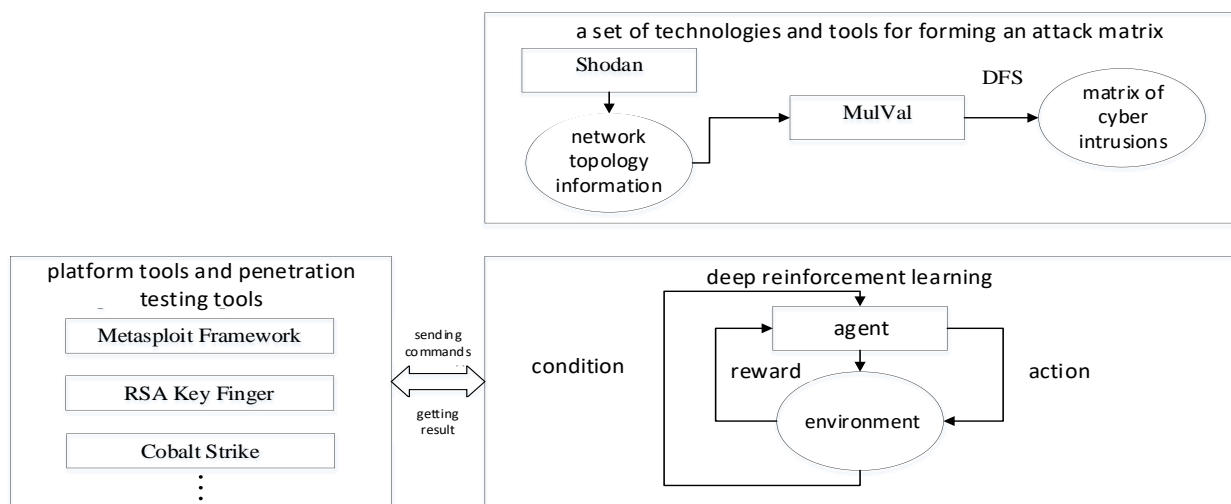 a set of technologies and tools for forming an attack matrix
Shodan
network
topology
information
MulVal
DFS
matrix of
cyber
intrusions
platform tools and penetration
testing tools
Metasploit Framework
RSA Key Finger
Cobalt Strike
sending
commands
getting
result
deep reinforcement learning
condition
agent
reward
action
environment